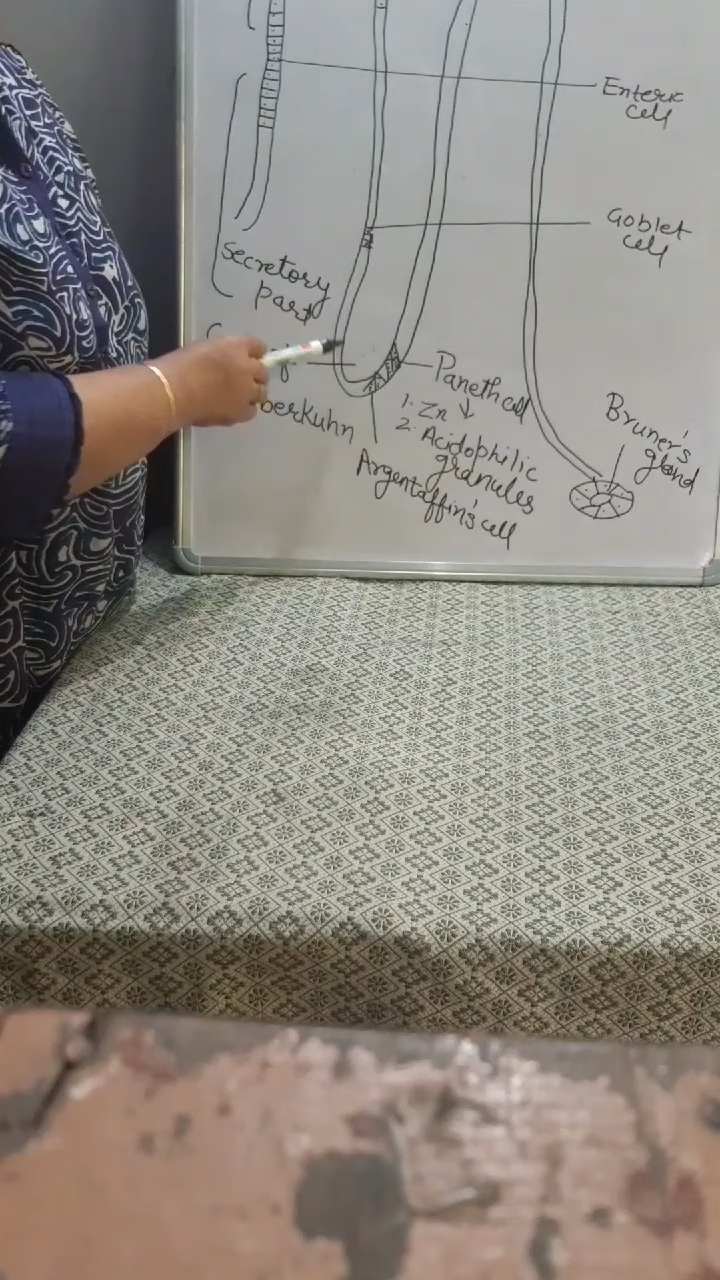 Enteric
cell
Goblet
cell
Secretory
part
berkuhn
Paneth cell
1. Zn ↓
2. Acidophilic
granules
Argentaffin's cell
Bruner's
gland